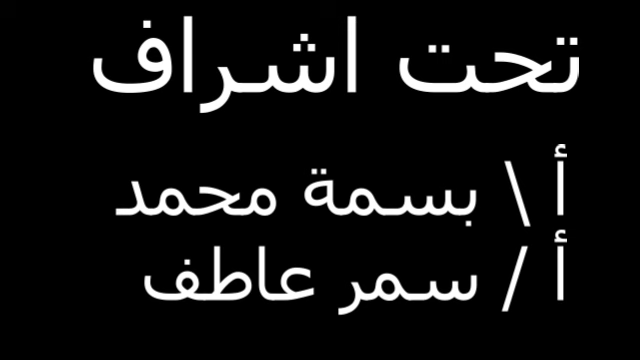 تحت اشراف
أ \ بسمة محمد
أ / سمر عاطف